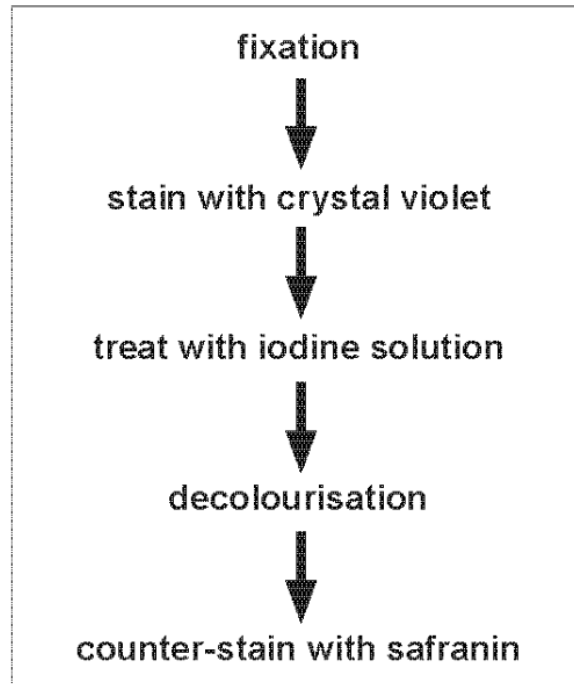 fixation
stain with crystal violet
treat with iodine solution
decolourisation
counter-stain with safranin